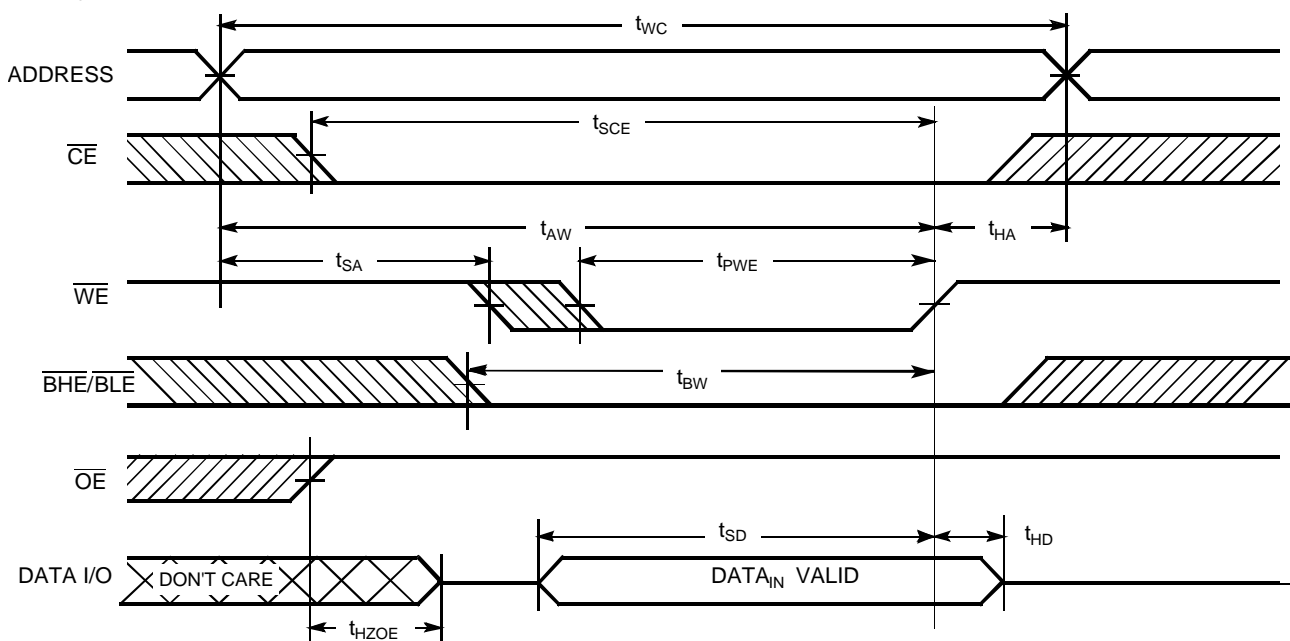 tWC
ADDRESS
tSCE
CE
tAW
tHA
tSA
tPWE
WE
BHE/BLE
tBW
OE
tSD
tHD
DATA I/O
DON'T CARE
DATAIN VALID
tHZOE